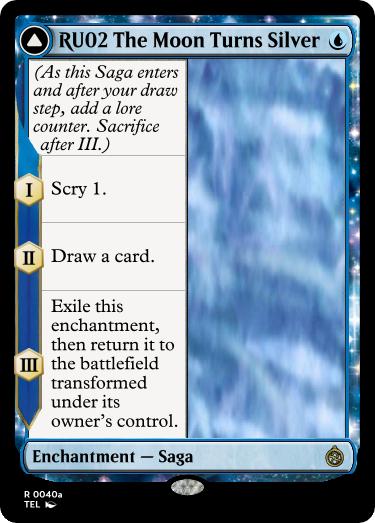 RU02 The Moon Turns Silver
(As this Saga enters
and after your draw
step, add a lore
counter. Sacrifice
after III.)
I
Scry 1.
II
Draw a card.
III
Exile this
enchantment,
then return it to
the battlefield
transformed
under its
owner's control.
Enchantment — Saga
R 0040a
TEL